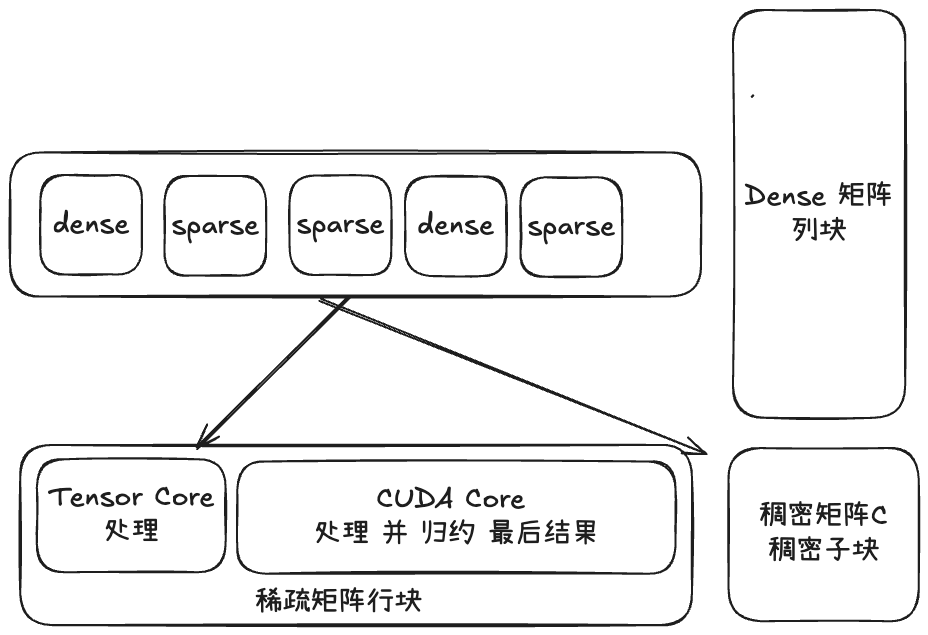 dense
sparse
sparse
dense
sparse
Dense 矩阵
列块
Tensor Core
处理
CUDA Core
处理 并 归约 最后结果
稀疏矩阵行块
稠密矩阵C
稠密子块